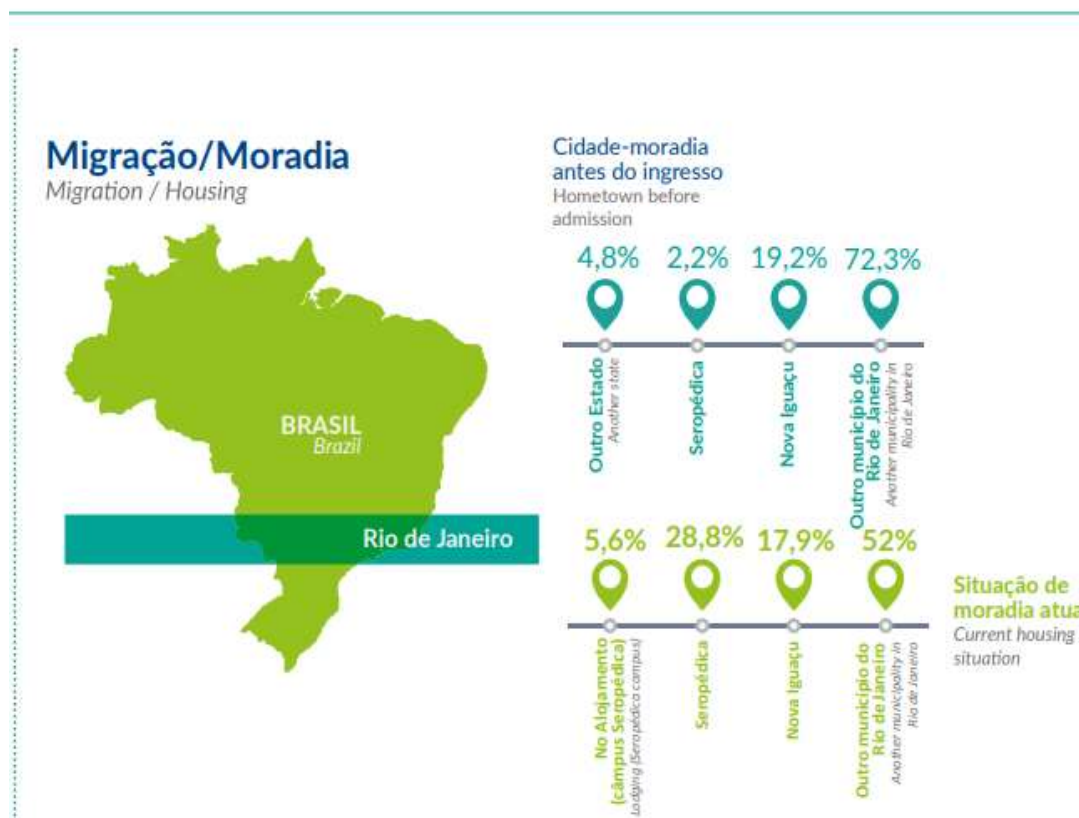 Migração/Moradia
Migration / Housing
BRASIL
Brazil
Rio de Janeiro
Cidade-moradia
antes do ingresso
Hometown before
admission
4,8%
2,2%
19,2%
72,3%
Outro Estado
Another state
Seropédica
Nova Iguaçu
Outro município do
Rio de Janeiro
Another municipality in
Rio de Janeiro
5,6%
28,8%
17,9%
52%
No Alojamento
(câmpus Seropédica)
Lodging (Seropédica campus)
Seropédica
Nova Iguaçu
Outro município do
Rio de Janeiro
Another municipality in
Rio de Janeiro
Situação de
moradia atua
Current housing
situation